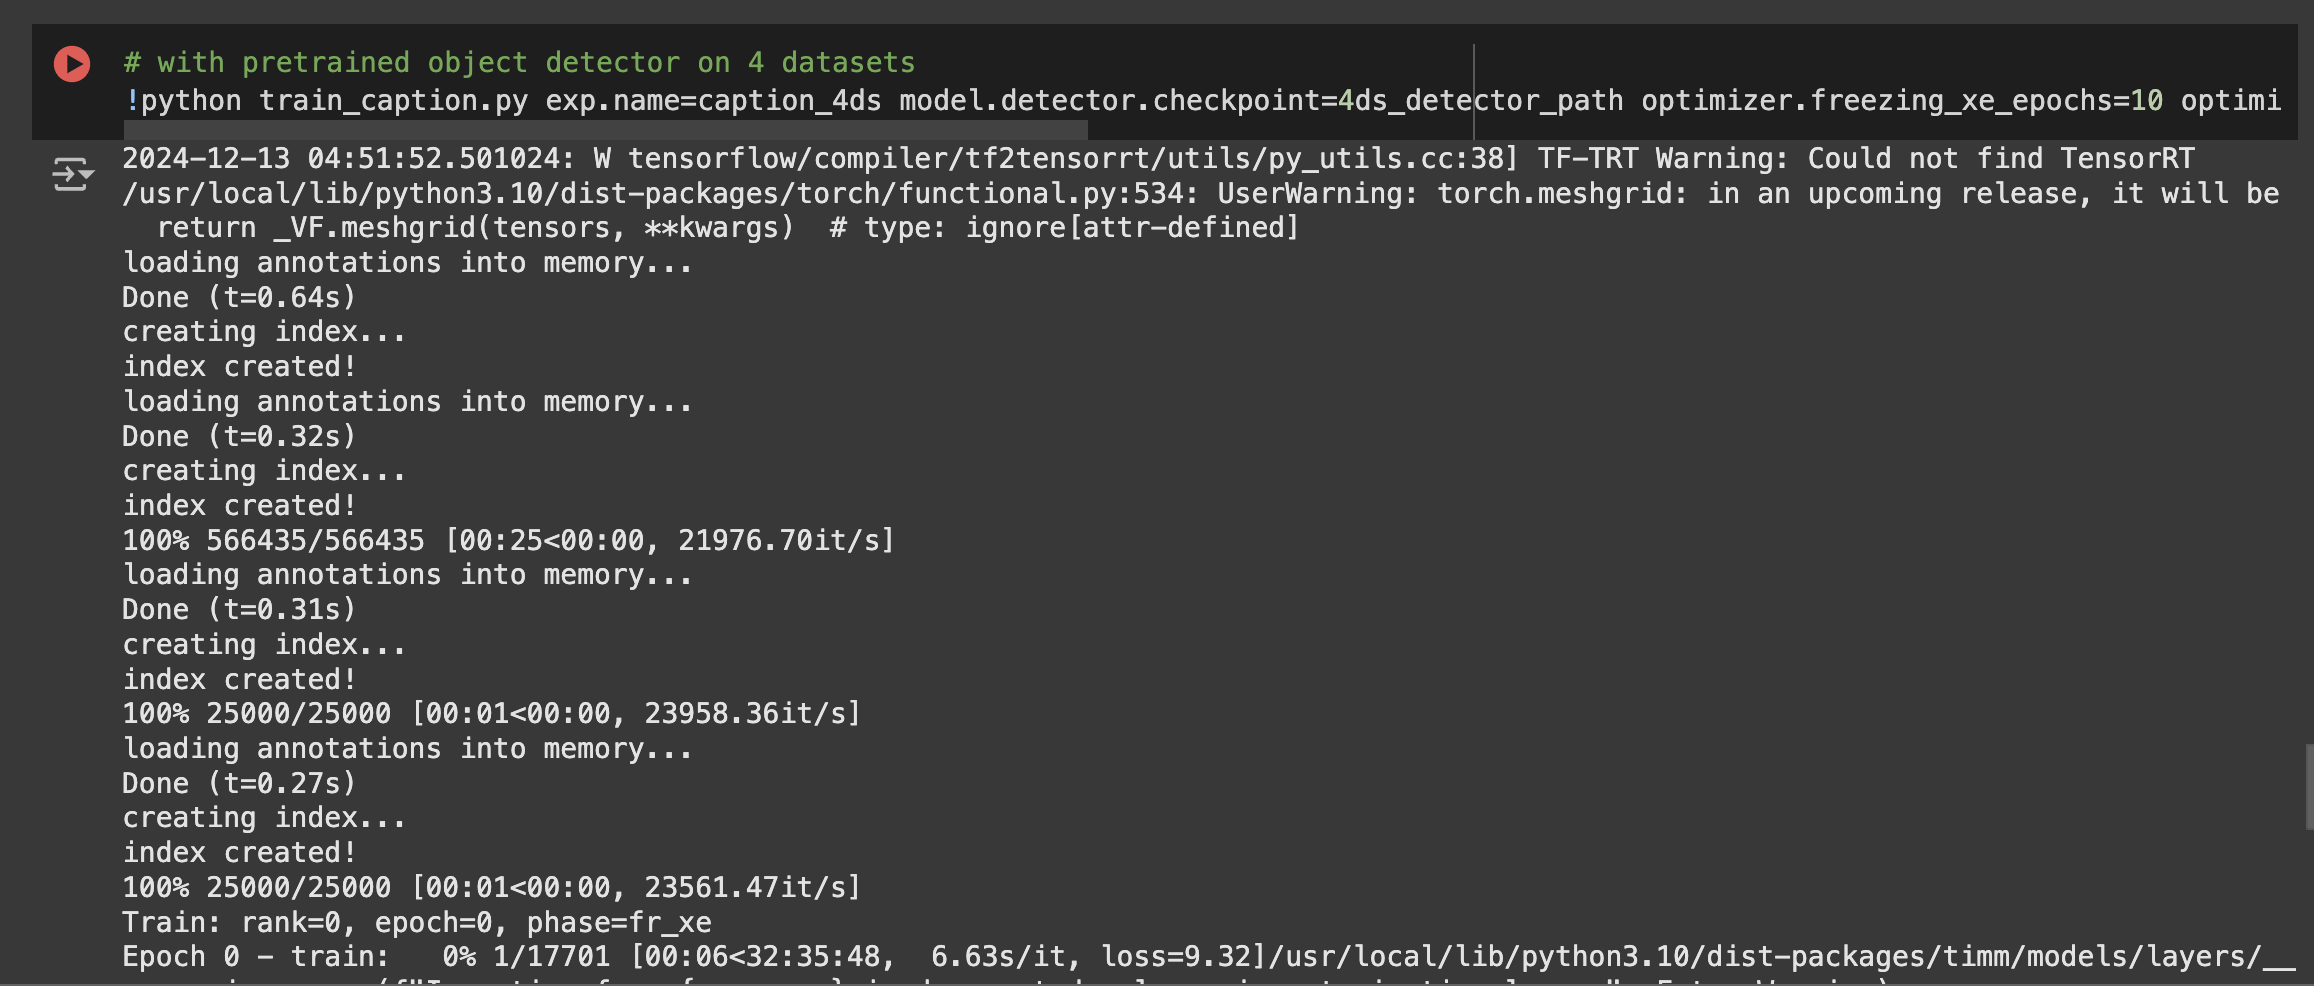 # with pretrained object detector on 4 datasets
!python train_caption.py exp.name=caption_4ds model.detector.checkpoint=4ds_detector_path optimizer.freezing_xe_epochs=10 optimi
2024-12-13 04:51:52.501024: W tensorflow/compiler/tf2tensorrt/utils/py_utils.cc:38] TF-TRT Warning: Could not find TensorRT
/usr/local/lib/python3.10/dist-packages/torch/functional.py:534: UserWarning: torch.meshgrid: in an upcoming release, it will be
  return _VF.meshgrid(tensors, **kwargs)  # type: ignore[attr-defined]
loading annotations into memory...
Done (t=0.64s)
creating index...
index created!
loading annotations into memory...
Done (t=0.32s)
creating index...
index created!
100% 566435/566435 [00:25<00:00, 21976.70it/s]
loading annotations into memory...
Done (t=0.31s)
creating index...
index created!
100% 25000/25000 [00:01<00:00, 23958.36it/s]
loading annotations into memory...
Done (t=0.27s)
creating index...
index created!
100% 25000/25000 [00:01<00:00, 23561.47it/s]
Train: rank=0, epoch=0, phase=fr_xe
Epoch 0 - train:   0% 1/17701 [00:06<32:35:48,  6.63s/it, loss=9.32]/usr/local/lib/python3.10/dist-packages/timm/models/layers/__